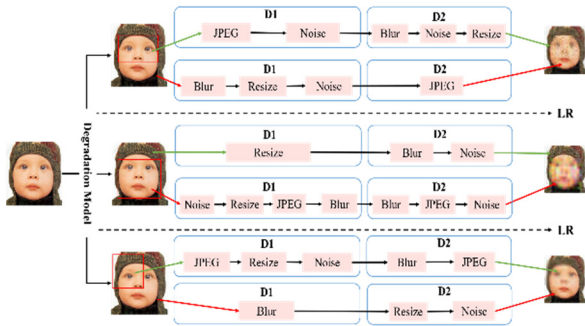 D1 D2
JPEG Noise Blur Noise Resize
D1 D2
Blur Resize Noise JPEG
LR
Degradation Model
D1 D2
Resize Blur Noise
D1 D2
Noise Resize JPEG Blur Blur JPEG Noise
LR
D1 D2
JPEG Resize Noise Blur JPEG
D1 D2
Blur Resize Noise